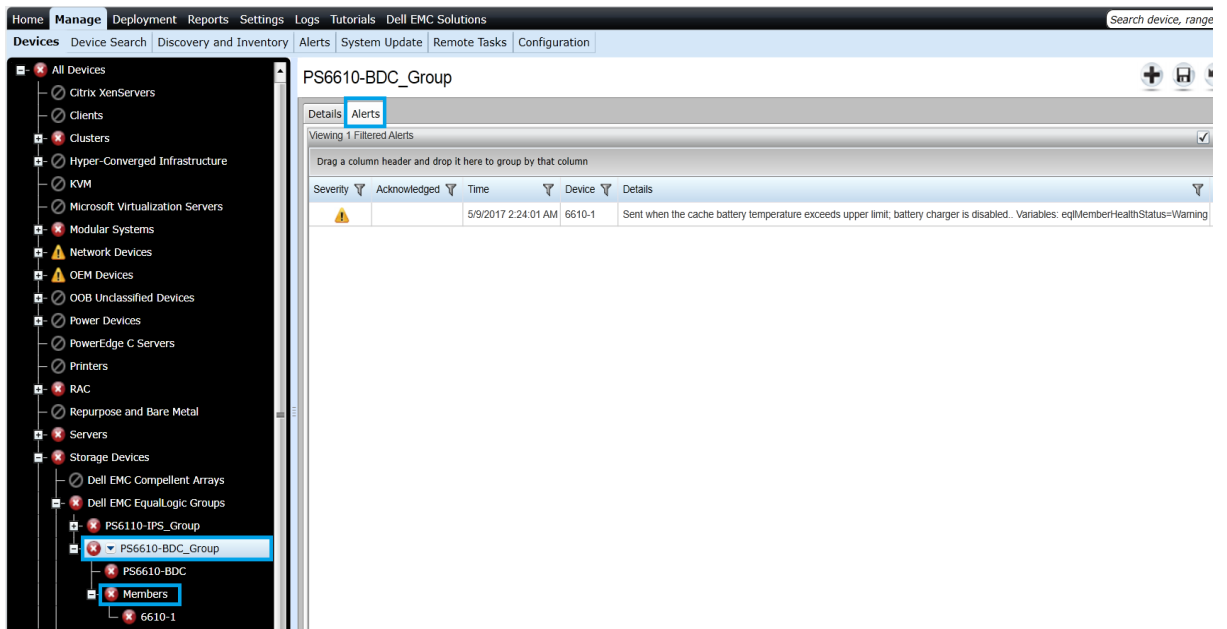 Home Manage Deployment Reports Settings Logs Tutorials Dell EMC Solutions
Search device, range
Devices Device Search Discovery and Inventory Alerts System Update Remote Tasks Configuration
All Devices
Citrix XenServers
Clients
Clusters
Hyper-Converged Infrastructure
KVM
Microsoft Virtualization Servers
Modular Systems
Network Devices
OEM Devices
OOB Unclassified Devices
Power Devices
PowerEdge C Servers
Printers
RAC
Repurpose and Bare Metal
Servers
Storage Devices
Dell EMC Compellent Arrays
Dell EMC EqualLogic Groups
PS6110-IPS_Group
PS6610-BDC_Group
PS6610-BDC
Members
6610-1
PS6610-BDC_Group
Details Alerts
Viewing 1 Filtered Alerts
Drag a column header and drop it here to group by that column
Severity Acknowledged Time Device Details
5/9/2017 2:24:01 AM 6610-1 Sent when the cache battery temperature exceeds upper limit; battery charger is disabled.. Variables: eqlMemberHealthStatus=Warning